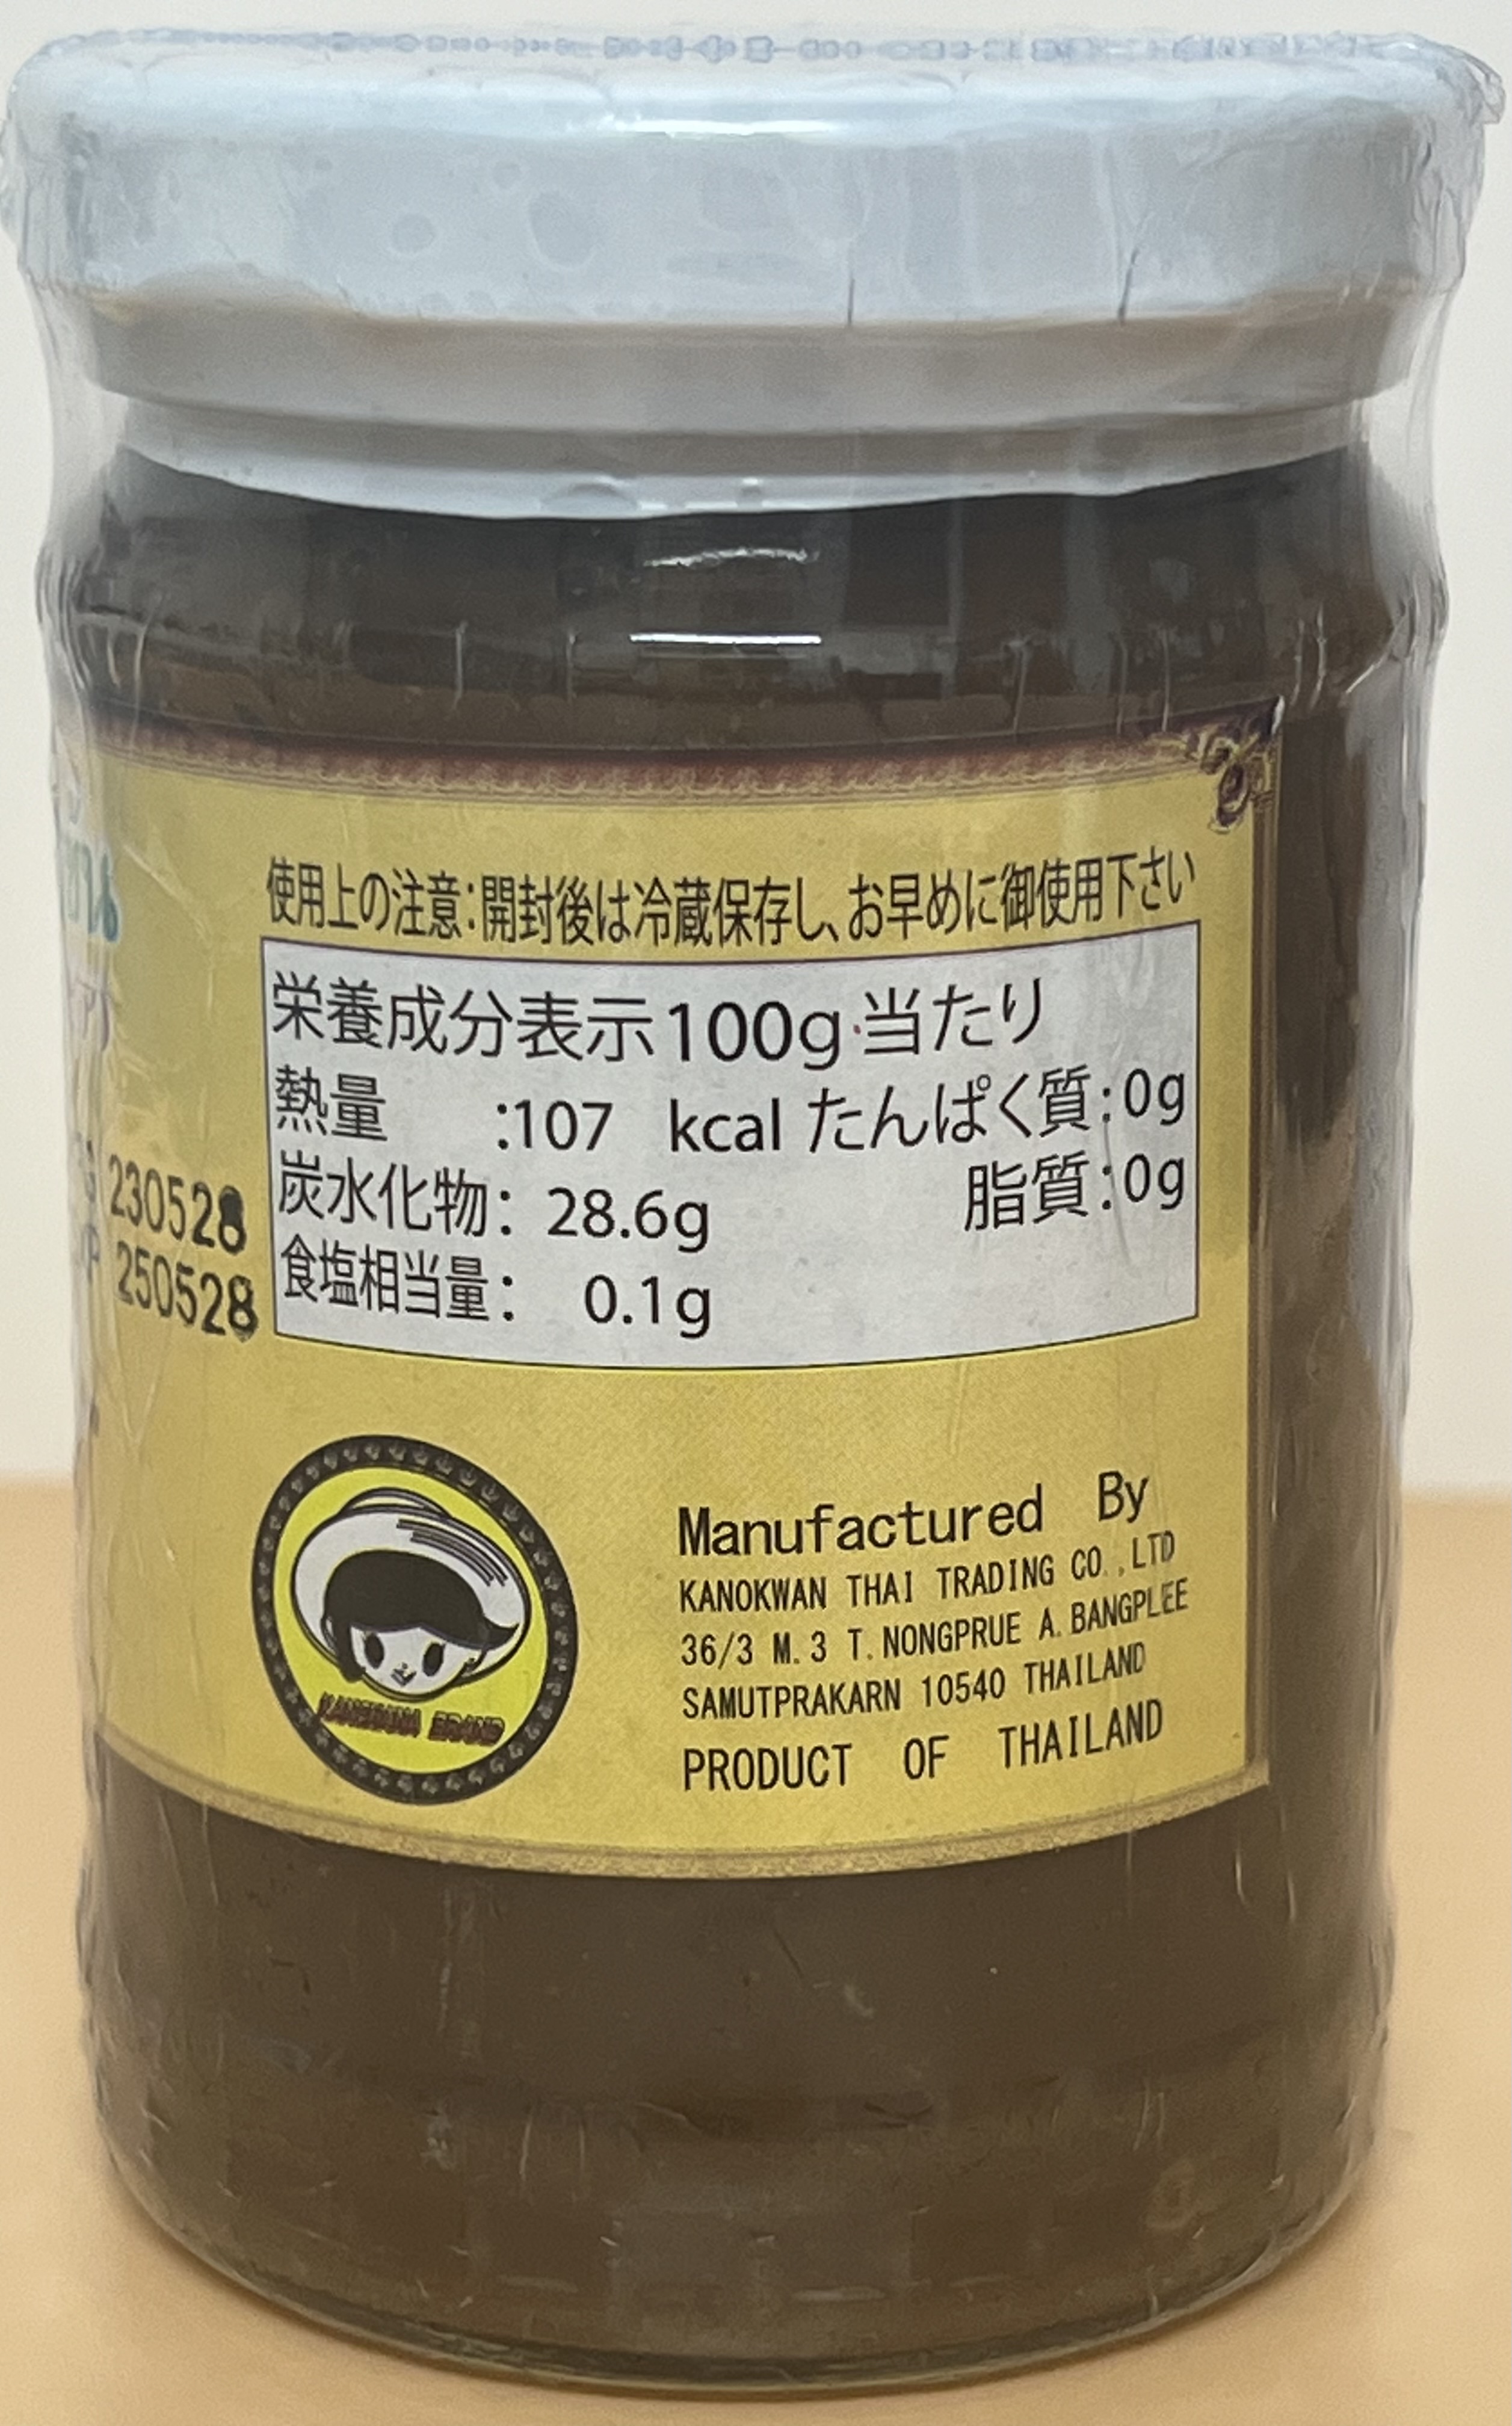 使用上の注意:開封後は冷蔵保存し、お早めに御使用下さい
栄養成分表示100g当たり
熱量 :107 kcal たんぱく質:0g
炭水化物: 28.6g 脂質:0g
食塩相当量: 0.1g
230528
250528
BRAND
Manufactured By
KANOKWAN THAI TRADING CO.,LTD
36/3 M.3 T.NONGPRUE A.BANGPLEE
SAMUTPRAKARN 10540 THAILAND
PRODUCT OF THAILAND